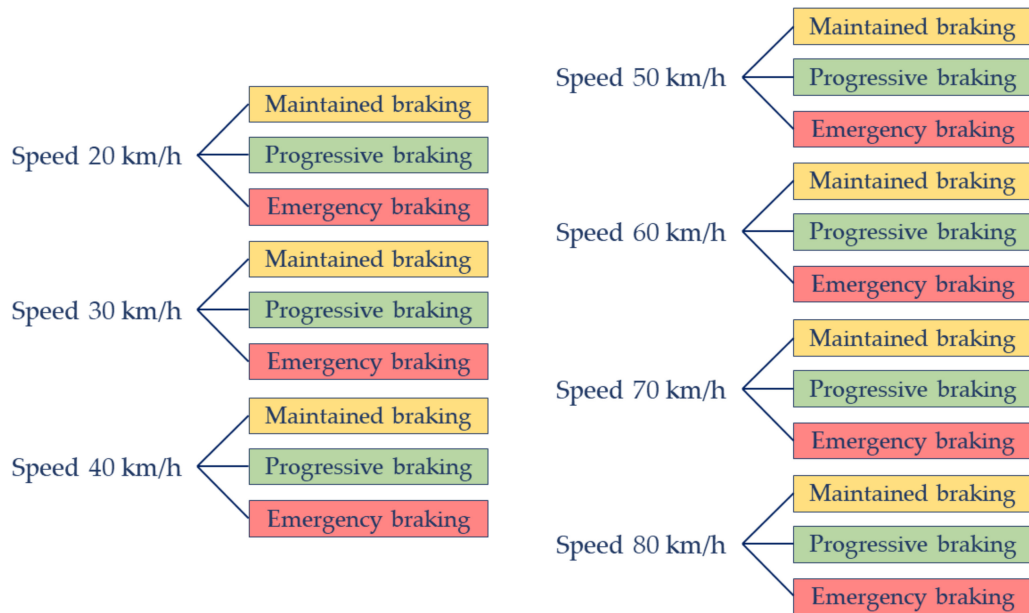 Maintained braking
Speed 20 km/h
Progressive braking
Emergency braking
Maintained braking
Speed 30 km/h
Progressive braking
Emergency braking
Maintained braking
Speed 40 km/h
Progressive braking
Emergency braking
Maintained braking
Speed 50 km/h
Progressive braking
Emergency braking
Maintained braking
Speed 60 km/h
Progressive braking
Emergency braking
Maintained braking
Speed 70 km/h
Progressive braking
Emergency braking
Maintained braking
Speed 80 km/h
Progressive braking
Emergency braking